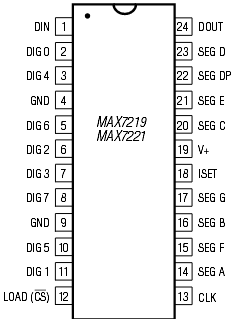 DIN 1 24 DOUT
DIG 0 2 23 SEG D
DIG 4 3 22 SEG DP
GND 4 21 SEG E
DIG 6 5 20 SEG C
MAX7219
MAX7221
DIG 2 6 19 V+
DIG 3 7 18 ISET
DIG 7 8 17 SEG G
GND 9 16 SEG B
DIG 5 10 15 SEG F
DIG 1 11 14 SEG A
LOAD (C̅S̅) 12 13 CLK